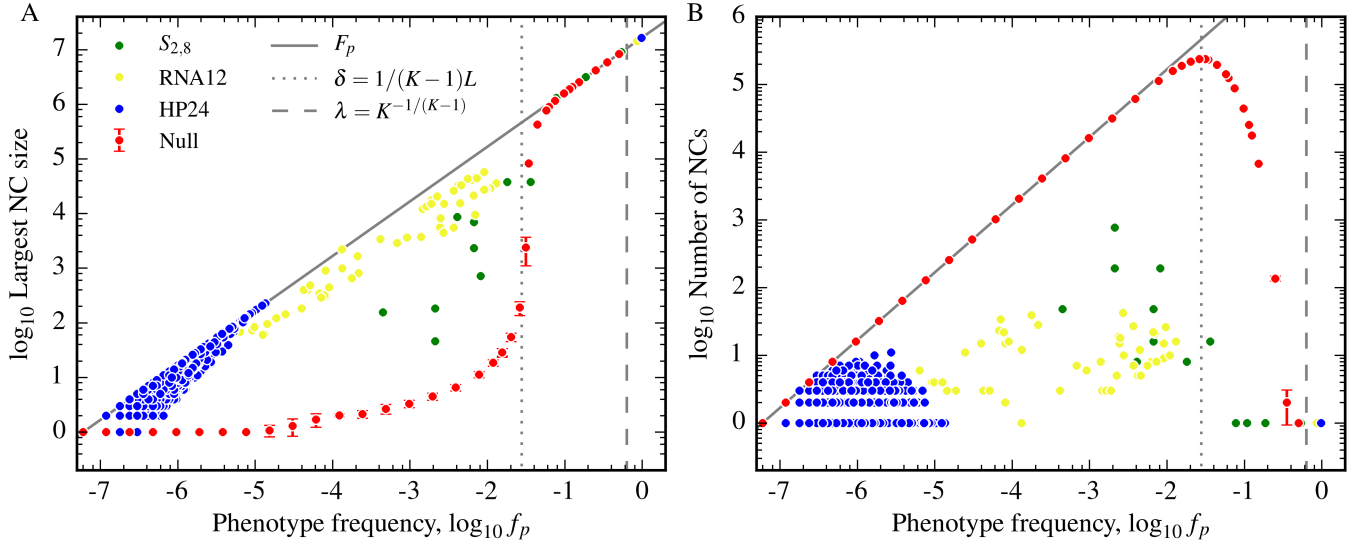 A
7
6
5
4
3
2
1
0
log₁₀ Largest NC size
S₂,₈
RNA12
HP24
Null
Fₚ
δ = 1/(K−1)L
λ = K^{−1/(K−1)}
-7 -6 -5 -4 -3 -2 -1 0
Phenotype frequency, log₁₀ fₚ
B
6
5
4
3
2
1
0
log₁₀ Number of NCs
-7 -6 -5 -4 -3 -2 -1 0
Phenotype frequency, log₁₀ fₚ